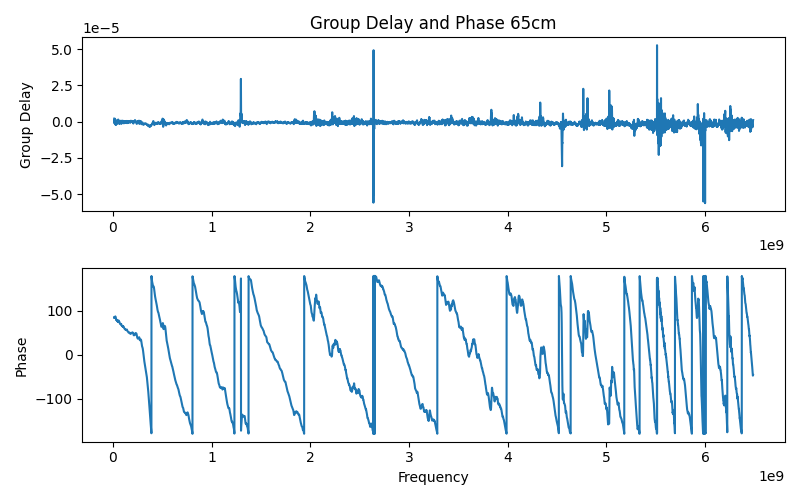 Group Delay and Phase 65cm
1e−5
Group Delay
5.0
2.5
0.0
−2.5
−5.0
0 1 2 3 4 5 6
1e9
Phase
100
0
−100
0 1 2 3 4 5 6
Frequency
1e9